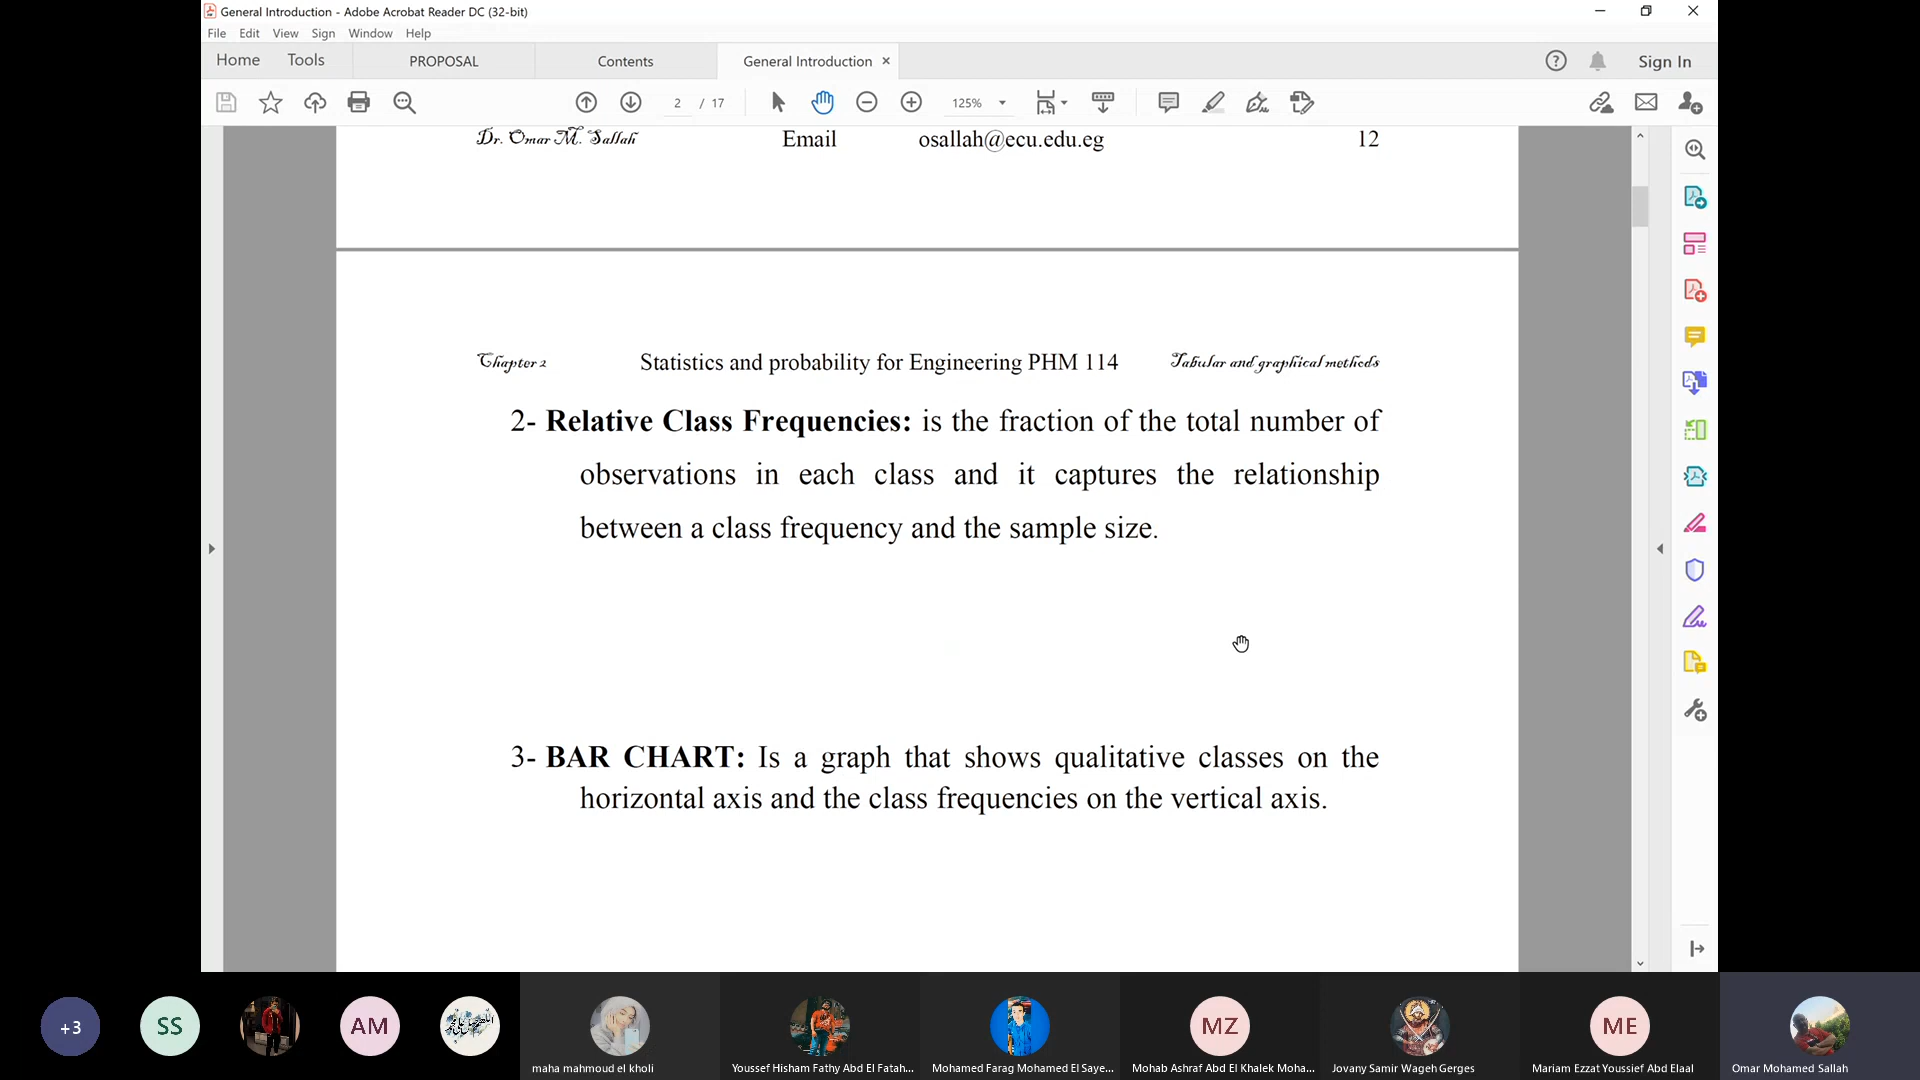 General Introduction - Adobe Acrobat Reader DC (32-bit)
File Edit View Sign Window Help
Home Tools PROPOSAL Contents General Introduction × Sign In
2 / 17 125%
Dr. Omar M. Sallah Email osallah@ecu.edu.eg 12
Chapter 2 Statistics and probability for Engineering PHM 114 Tabular and graphical methods
2- Relative Class Frequencies: is the fraction of the total number of
observations in each class and it captures the relationship
between a class frequency and the sample size.
3- BAR CHART: Is a graph that shows qualitative classes on the
horizontal axis and the class frequencies on the vertical axis.
+3 SS AM MZ ME
maha mahmoud el kholi Youssef Hisham Fathy Abd El Fatah... Mohamed Farag Mohamed El Saye... Mohab Ashraf Abd El Khalek Moha... Jovany Samir Wageh Gerges Mariam Ezzat Youssief Abd Elaal Omar Mohamed Sallah